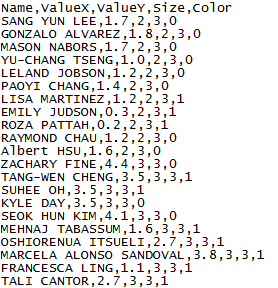 Name,ValueX,ValueY,Size,Color
SANG YUN LEE,1.7,2,3,0
GONZALO ALVAREZ,1.8,2,3,0
MASON NABORS,1.7,2,3,0
YU-CHANG TSENG,1.0,2,3,0
LELAND JOBSON,1.2,2,3,0
PAOYI CHANG,1.4,2,3,0
LISA MARTINEZ,1.2,2,3,1
EMILY JUDSON,0.3,2,3,1
ROZA PATTAH,0.2,2,3,1
RAYMOND CHAU,1.2,2,3,0
Albert HSU,1.6,2,3,0
ZACHARY FINE,4.4,3,3,0
TANG-WEN CHENG,3.5,3,3,1
SUHEE OH,3.5,3,3,1
KYLE DAY,3.5,3,3,0
SEOK HUN KIM,4.1,3,3,0
MEHNAJ TABASSUM,1.6,3,3,1
OSHIORENUA ITSUELI,2.7,3,3,1
MARCELA ALONSO SANDOVAL,3.8,3,3,1
FRANCESCA LING,1.1,3,3,1
TALI CANTOR,2.7,3,3,1